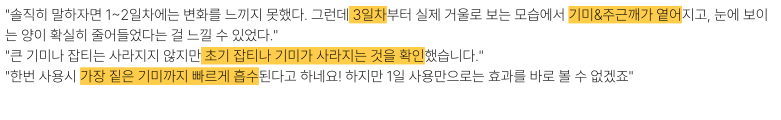 "솔직히 말하자면 1~2일차에는 변화를 느끼지 못했다. 그런데 3일차부터 실제 거울로 보는 모습에서 기미&주근깨가 옅어지고, 눈에 보이
는 양이 확실히 줄어들었다는 걸 느낄 수 있었다."
"큰 기미나 잡티는 사라지지 않지만 초기 잡티나 기미가 사라지는 것을 확인했습니다."
"한번 사용시 가장 짙은 기미까지 빠르게 흡수된다고 하네요! 하지만 1일 사용만으로는 효과를 바로 볼 수 없겠죠"